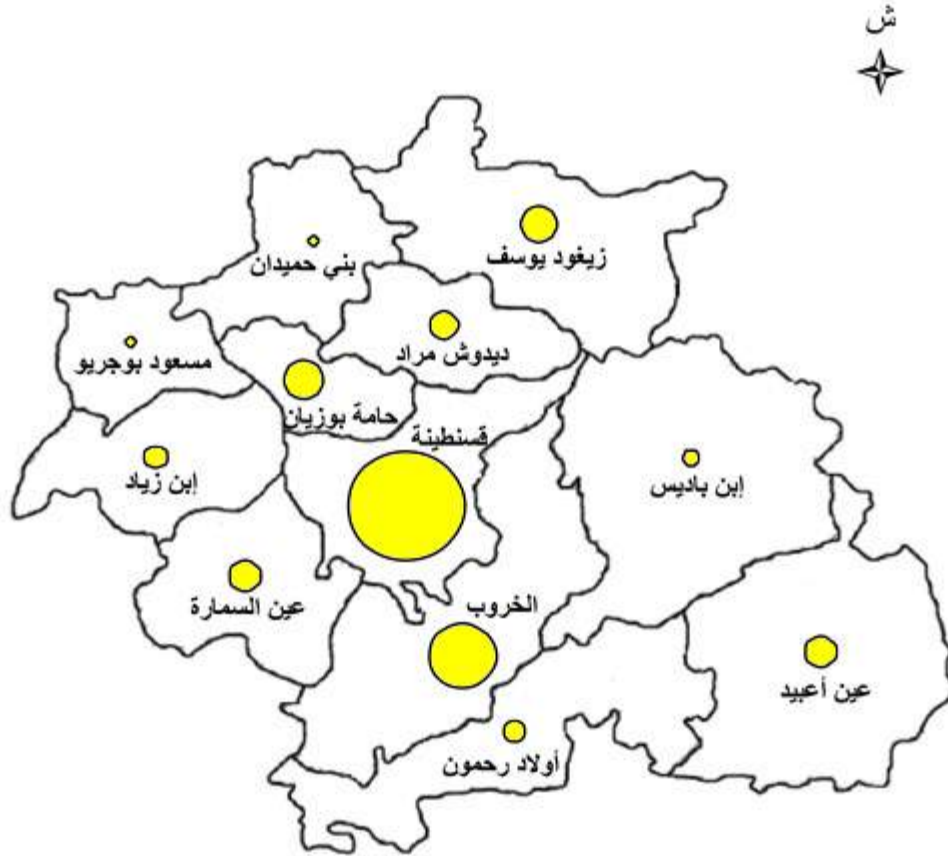 ش
زيغود يوسف
بني حميدان
ديدوش مراد
مسعود بوجريو
حامة بوزيان
قسنطينة
إبن زياد
إبن باديس
عين السمارة
الخروب
عين أعبيد
أولاد رحمون